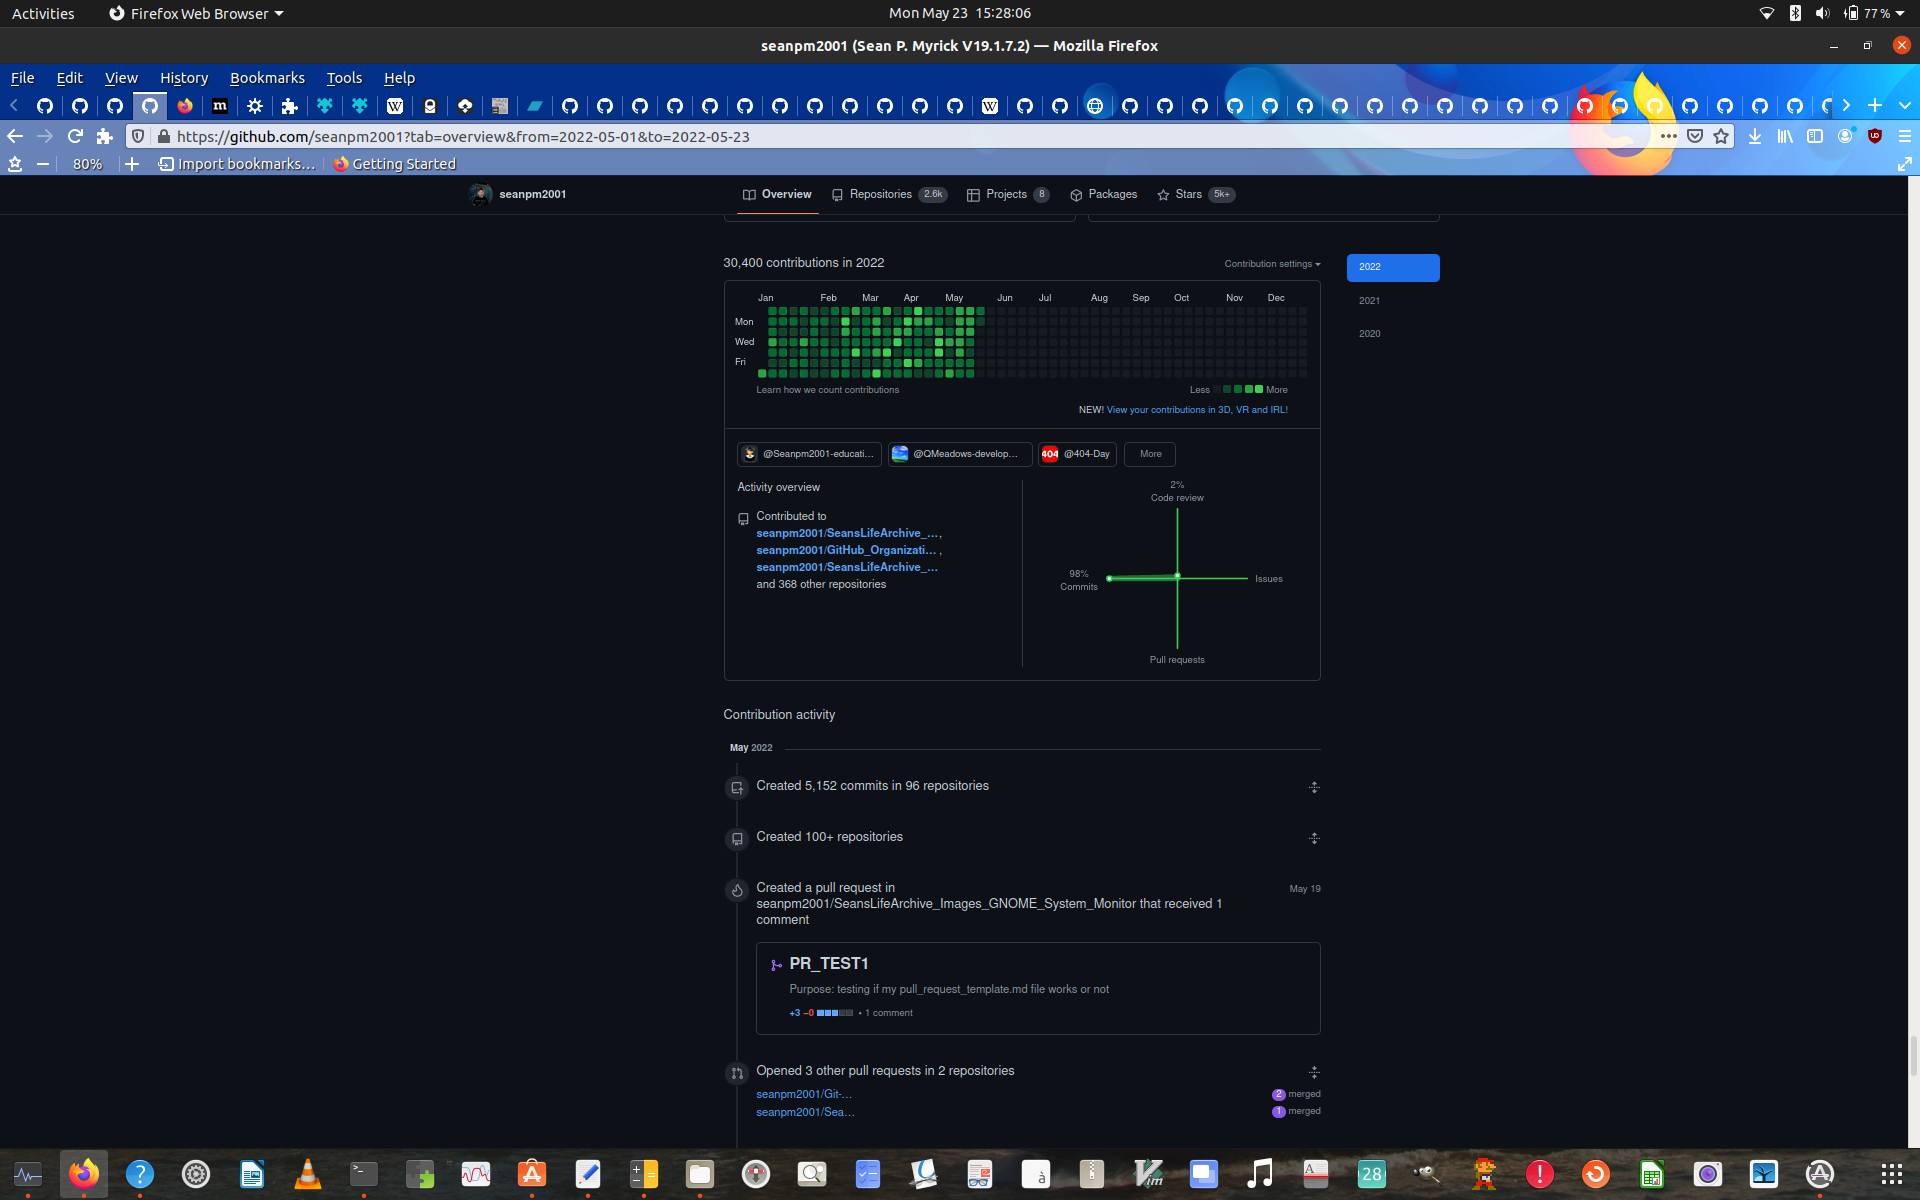 Activities
Firefox Web Browser
Mon May 23 15:28:06
77%
seanpm2001 (Sean P. Myrick V19.1.7.2) — Mozilla Firefox
File Edit View History Bookmarks Tools Help
https://github.com/seanpm2001?tab=overview&from=2022-05-01&to=2022-05-23
80%
Import bookmarks...
Getting Started
seanpm2001
Overview
Repositories 2.6k
Projects 8
Packages
Stars 5k+
30,400 contributions in 2022
Contribution settings
2022
2021
2020
Jan Feb Mar Apr May Jun Jul Aug Sep Oct Nov Dec
Mon
Wed
Fri
Learn how we count contributions
Less More
NEW! View your contributions in 3D, VR and IRL!
@Seanpm2001-educati...
@QMeadows-develop...
404 @404-Day
More
Activity overview
Contributed to
seanpm2001/SeansLifeArchive_...,
seanpm2001/GitHub_Organizati... ,
seanpm2001/SeansLifeArchive_...
and 368 other repositories
2%
Code review
98%
Commits
Issues
Pull requests
Contribution activity
May 2022
Created 5,152 commits in 96 repositories
Created 100+ repositories
Created a pull request in
May 19
seanpm2001/SeansLifeArchive_Images_GNOME_System_Monitor that received 1
comment
PR_TEST1
Purpose: testing if my pull_request_template.md file works or not
+3 −0 • 1 comment
Opened 3 other pull requests in 2 repositories
seanpm2001/Git-...
2 merged
seanpm2001/Sea...
1 merged
28